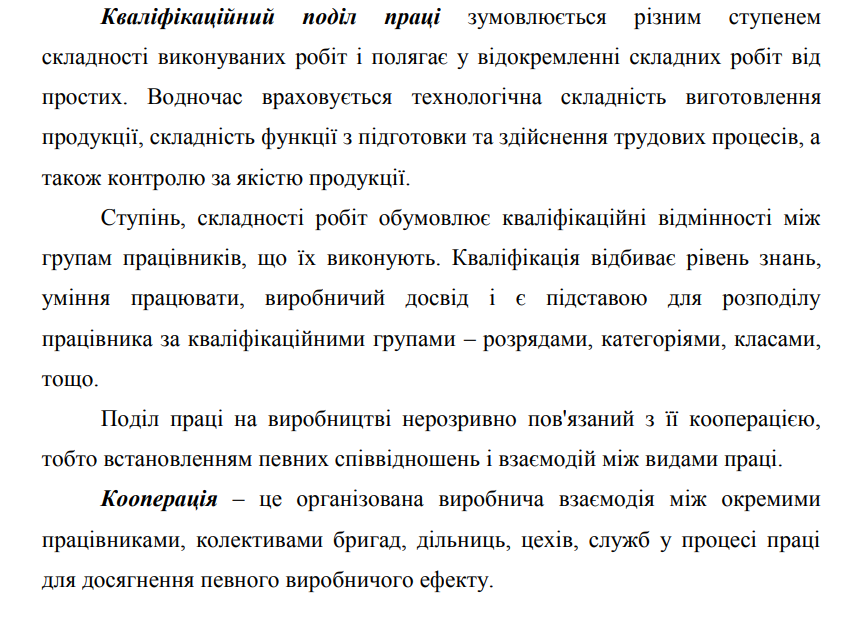 Кваліфікаційний поділ праці зумовлюється різним ступенем
складності виконуваних робіт і полягає у відокремленні складних робіт від
простих. Водночас враховується технологічна складність виготовлення
продукції, складність функції з підготовки та здійснення трудових процесів, а
також контролю за якістю продукції.
Ступінь, складності робіт обумовлює кваліфікаційні відмінності між
групам працівників, що їх виконують. Кваліфікація відбиває рівень знань,
уміння працювати, виробничий досвід і є підставою для розподілу
працівника за кваліфікаційними групами – розрядами, категоріями, класами,
тощо.
Поділ праці на виробництві нерозривно пов'язаний з її кооперацією,
тобто встановленням певних співвідношень і взаємодій між видами праці.
Кооперація – це організована виробнича взаємодія між окремими
працівниками, колективами бригад, дільниць, цехів, служб у процесі праці
для досягнення певного виробничого ефекту.